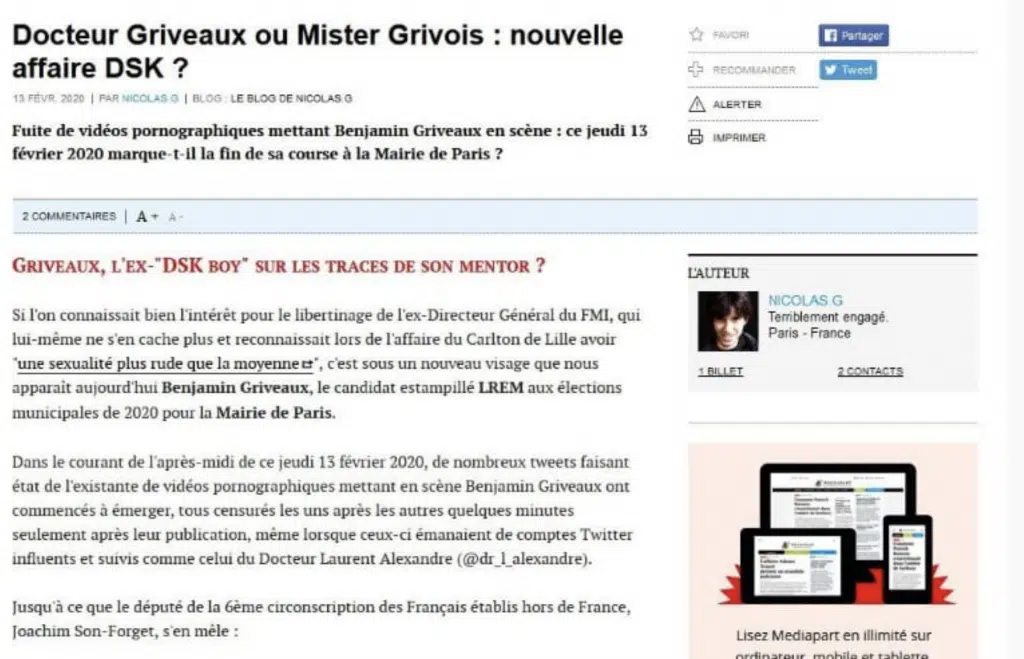 Docteur Griveaux ou Mister Grivois : nouvelle
affaire DSK ?
13 FÉVR. 2020 | PAR NICOLAS G | BLOG : LE BLOG DE NICOLAS G
Fuite de vidéos pornographiques mettant Benjamin Griveaux en scène : ce jeudi 13
février 2020 marque-t-il la fin de sa course à la Mairie de Paris ?
FAVORI
Partager
RECOMMANDER
Tweet
ALERTER
IMPRIMER
2 COMMENTAIRES | A + A -
GRIVEAUX, L'EX-"DSK BOY" SUR LES TRACES DE SON MENTOR ?
Si l'on connaissait bien l'intérêt pour le libertinage de l'ex-Directeur Général du FMI, qui
lui-même ne s'en cache plus et reconnaissait lors de l'affaire du Carlton de Lille avoir
"une sexualité plus rude que la moyenne", c'est sous un nouveau visage que nous
apparaît aujourd'hui Benjamin Griveaux, le candidat estampillé LREM aux élections
municipales de 2020 pour la Mairie de Paris.
Dans le courant de l'après-midi de ce jeudi 13 février 2020, de nombreux tweets faisant
état de l'existante de vidéos pornographiques mettant en scène Benjamin Griveaux ont
commencés à émerger, tous censurés les uns après les autres quelques minutes
seulement après leur publication, même lorsque ceux-ci émanaient de comptes Twitter
influents et suivis comme celui du Docteur Laurent Alexandre (@dr_l_alexandre).
Jusqu'à ce que le député de la 6ème circonscription des Français établis hors de France,
Joachim Son-Forget, s'en mêle :
L'AUTEUR
NICOLAS G
Terriblement engagé.
Paris - France
1 BILLET
2 CONTACTS
Lisez Mediapart en illimité sur
ordinateur, mobile et tablette